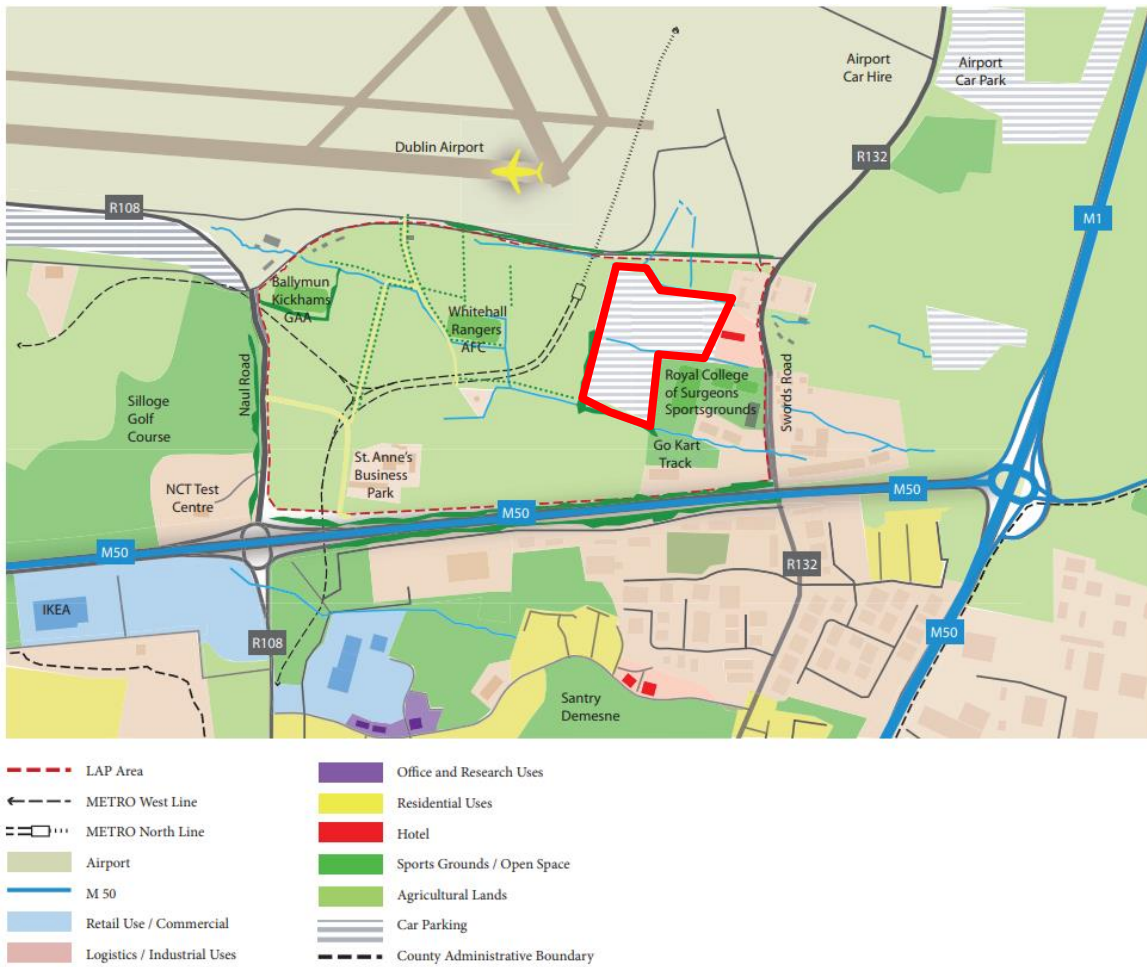 Airport
Car Hire
Airport
Car Park
Dublin Airport
R132
R108
M1
Ballymun
Kickhams
GAA
Whitehall
Rangers
AFC
Naul Road
Swords Road
Royal College
of Surgeons
Sportsgrounds
Silloge
Golf
Course
Go Kart
Track
St. Anne's
Business
Park
NCT Test
Centre
M50
M50
M50
R132
IKEA
R108
M50
Santry
Demesne
LAP Area
METRO West Line
METRO North Line
Airport
M 50
Retail Use / Commercial
Logistics / Industrial Uses
Office and Research Uses
Residential Uses
Hotel
Sports Grounds / Open Space
Agricultural Lands
Car Parking
County Administrative Boundary